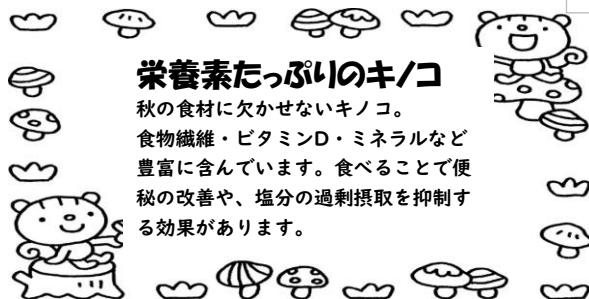 栄養素たっぷりのキノコ
秋の食材に欠かせないキノコ。
食物繊維・ビタミンD・ミネラルなど
豊富に含んでいます。食べることで便
秘の改善や、塩分の過剰摂取を抑制す
る効果があります。